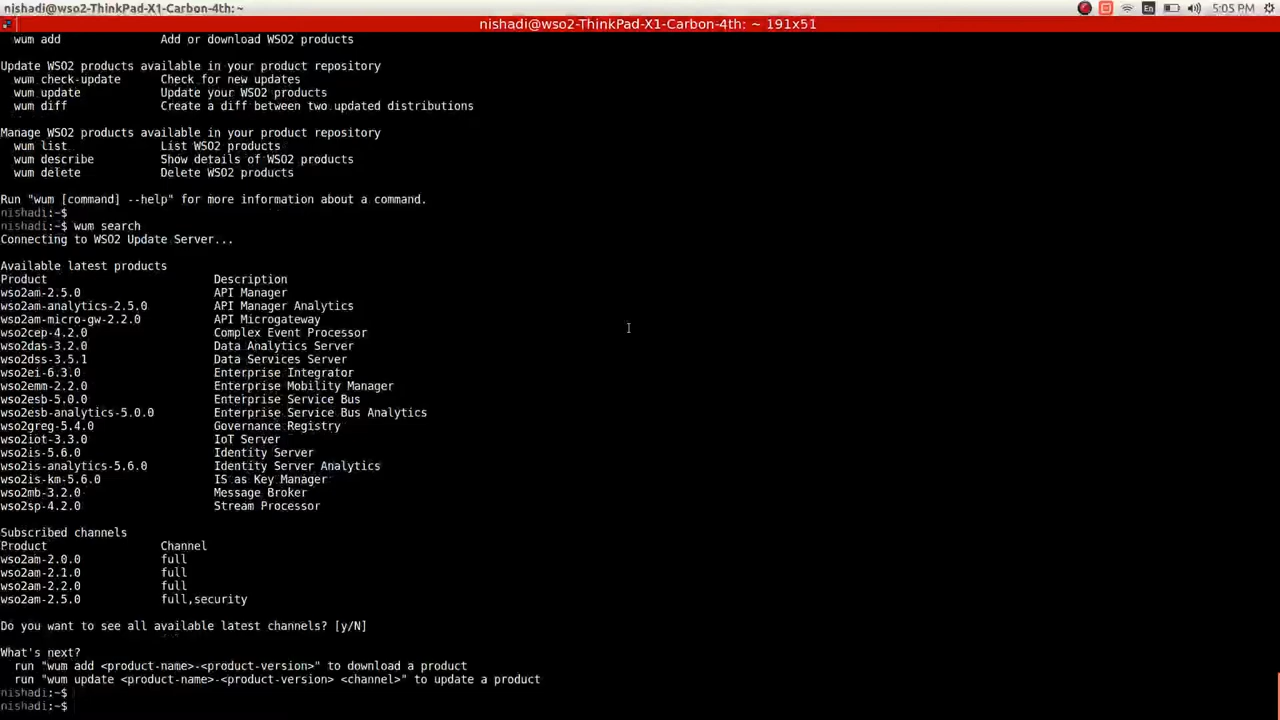 nishadi@wso2-ThinkPad-X1-Carbon-4th: ~
En
5:05 PM
nishadi@wso2-ThinkPad-X1-Carbon-4th: ~ 191x51
wum add Add or download WSO2 products
Update WSO2 products available in your product repository
wum check-update Check for new updates
wum update Update your WSO2 products
wum diff Create a diff between two updated distributions
Manage WSO2 products available in your product repository
wum list List WSO2 products
wum describe Show details of WSO2 products
wum delete Delete WSO2 products
Run "wum [command] --help" for more information about a command.
nishadi:~$
nishadi:~$ wum search
Connecting to WSO2 Update Server...
Available latest products
Product Description
wso2am-2.5.0 API Manager
wso2am-analytics-2.5.0 API Manager Analytics
wso2am-micro-gw-2.2.0 API Microgateway
wso2cep-4.2.0 Complex Event Processor
wso2das-3.2.0 Data Analytics Server
wso2dss-3.5.1 Data Services Server
wso2ei-6.3.0 Enterprise Integrator
wso2emm-2.2.0 Enterprise Mobility Manager
wso2esb-5.0.0 Enterprise Service Bus
wso2esb-analytics-5.0.0 Enterprise Service Bus Analytics
wso2greg-5.4.0 Governance Registry
wso2iot-3.3.0 IoT Server
wso2is-5.6.0 Identity Server
wso2is-analytics-5.6.0 Identity Server Analytics
wso2is-km-5.6.0 IS as Key Manager
wso2mb-3.2.0 Message Broker
wso2sp-4.2.0 Stream Processor
Subscribed channels
Product Channel
wso2am-2.0.0 full
wso2am-2.1.0 full
wso2am-2.2.0 full
wso2am-2.5.0 full,security
Do you want to see all available latest channels? [y/N]
What's next?
run "wum add <product-name>-<product-version>" to download a product
run "wum update <product-name>-<product-version> <channel>" to update a product
nishadi:~$
nishadi:~$